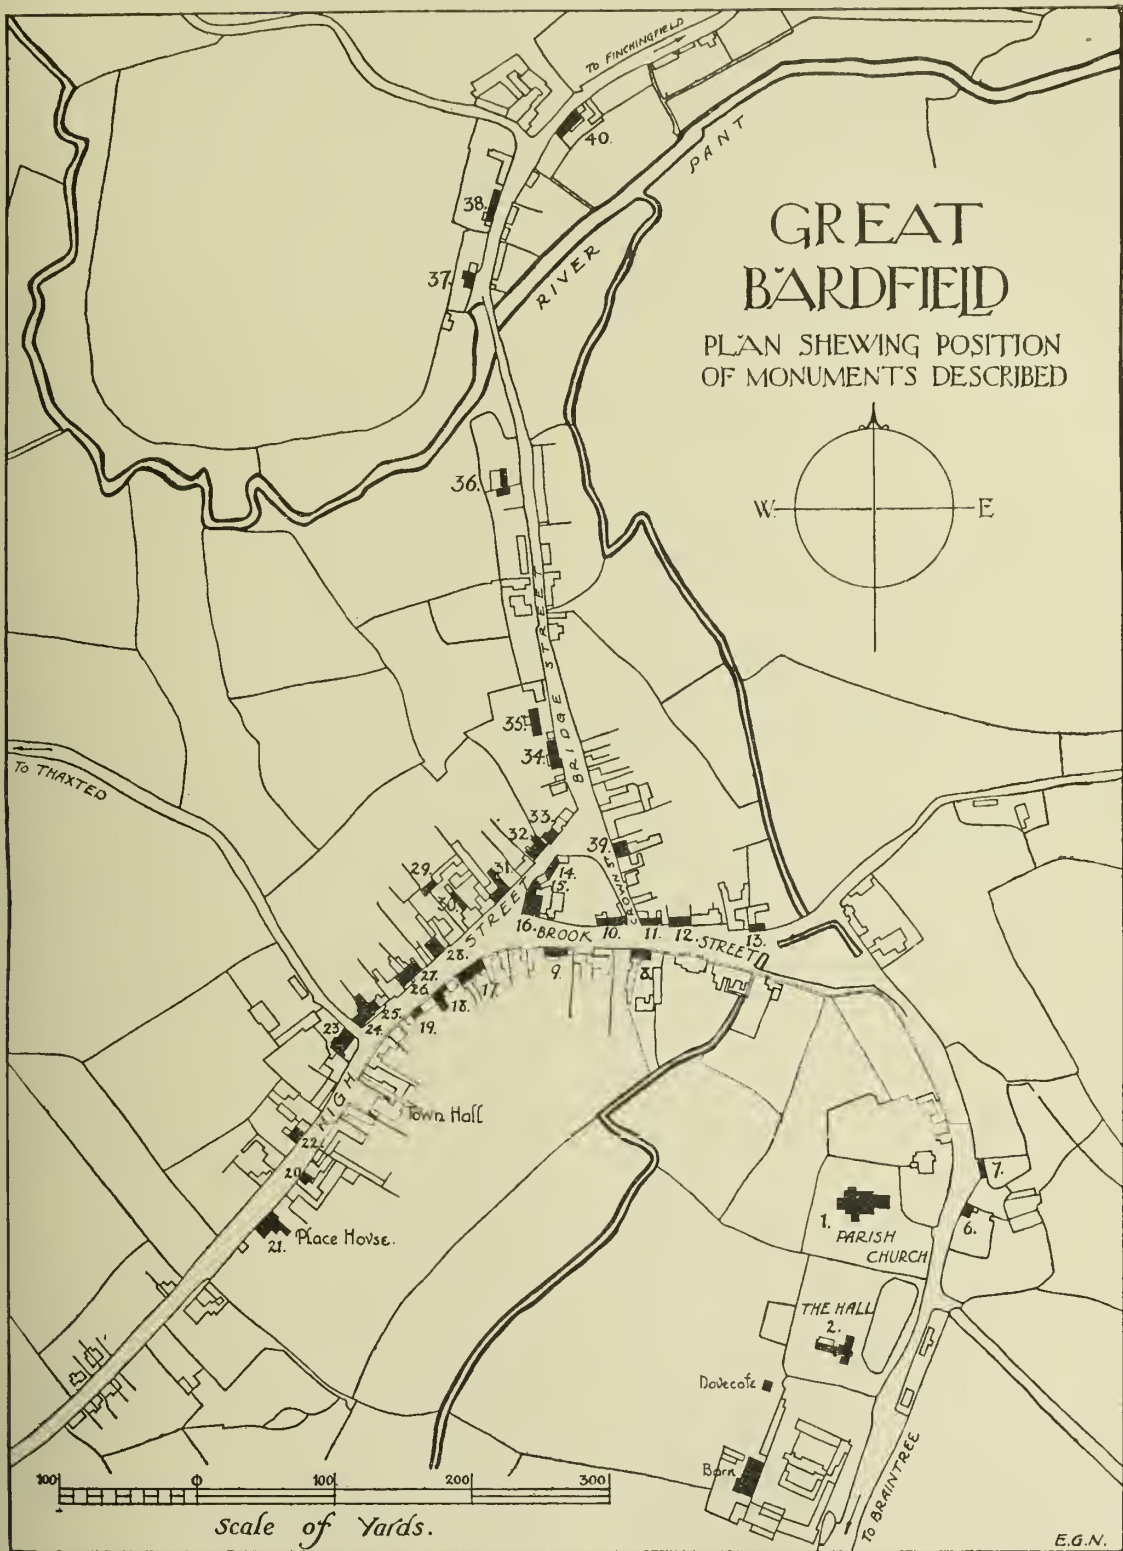 TO FINCHINGFIELD
40.
PANT
RIVER
38.
37.
GREAT
BARDFIELD
PLAN SHEWING POSITION
OF MONUMENTS DESCRIBED
W.
E
36.
BRIDGE STREET
35.
34.
TO THAXTED
33.
32.
31.
30.
29.
39.
CROWN ST
14.
15.
16.
BROOK STREET
10.
11.
12.
13.
HIGH STREET
28.
27.
26.
25.
24.
23.
9.
8.
17.
18.
19.
Town Hall
22.
20.
21.
Place House.
7.
6.
1.
PARISH
CHURCH
THE HALL
2.
Dovecote
Barn
TO BRAINTREE
100 0 100 200 300
Scale of Yards.
E.G.N.